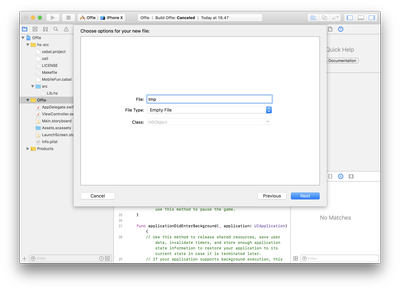 Offie
iPhone X
Offie | Build Offie: Canceled | Today at 18.47
Choose options for your new file:
Offie
hs-src
cabal.project
call
LICENSE
Makefile
MobileFun.cabal
src
Lib.hs
Offie
AppDelegate.swift
ViewController.sw
Main.storyboard
Assets.xcassets
LaunchScreen.sto
Info.plist
Products
File: tmp
File Type: Empty File
Class: NSObject
Cancel
Previous
Next
Quick Help
Documentation
No Matches
use this method to pause the game.
}
func applicationDidEnterBackground(_ application: UIApplication)
{
// Use this method to release shared resources, save user
data, invalidate timers, and store enough application
state information to restore your application to its
current state in case it is terminated later.
// If your application supports background execution, this
Filter
Filter